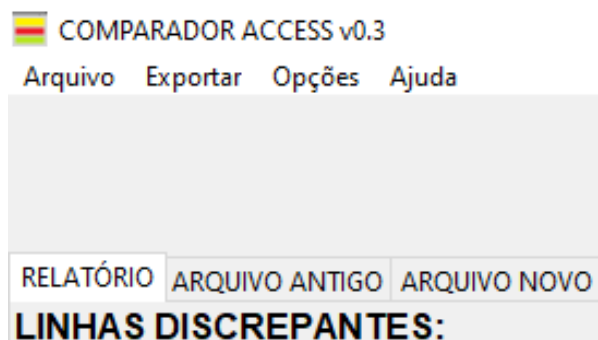 COMPARADOR ACCESS v0.3
Arquivo Exportar Opções Ajuda
RELATÓRIO ARQUIVO ANTIGO ARQUIVO NOVO
LINHAS DISCREPANTES: